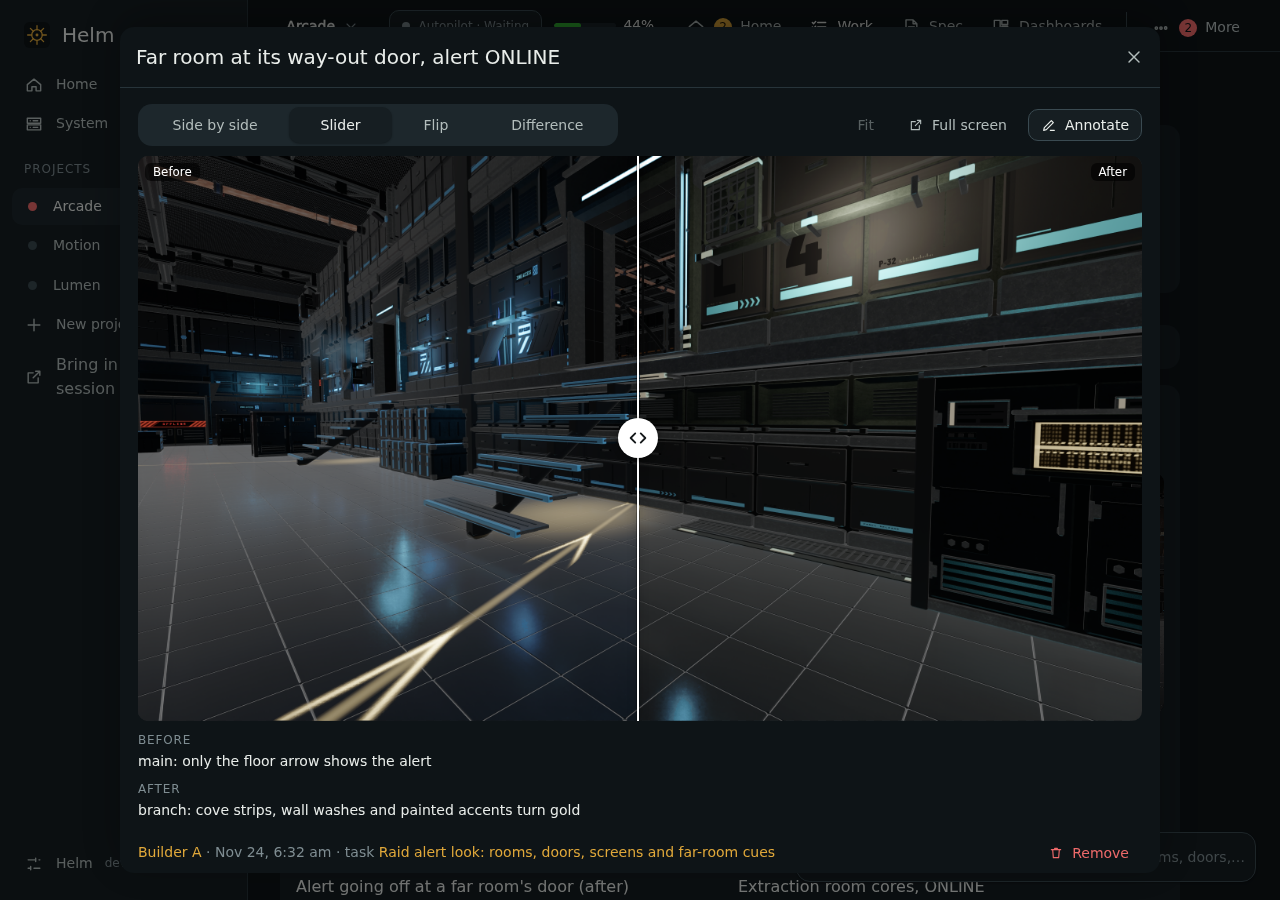 Helm
Arcade
Autopilot · Waiting
44%
2
Home
Work
Spec
Dashboards
2
More
Home
System
PROJECTS
Arcade
Motion
Lumen
New proj
Bring in
session
Helm
de
Far room at its way-out door, alert ONLINE
Side by side
Slider
Flip
Difference
Fit
Full screen
Annotate
Before
After
4
P-32
OFFLINE
BEFORE
main: only the floor arrow shows the alert
AFTER
branch: cove strips, wall washes and painted accents turn gold
Builder A · Nov 24, 6:32 am · task Raid alert look: rooms, doors, screens and far-room cues
Remove
ms, doors,...
Alert going off at a far room's door (after)
Extraction room cores, ONLINE